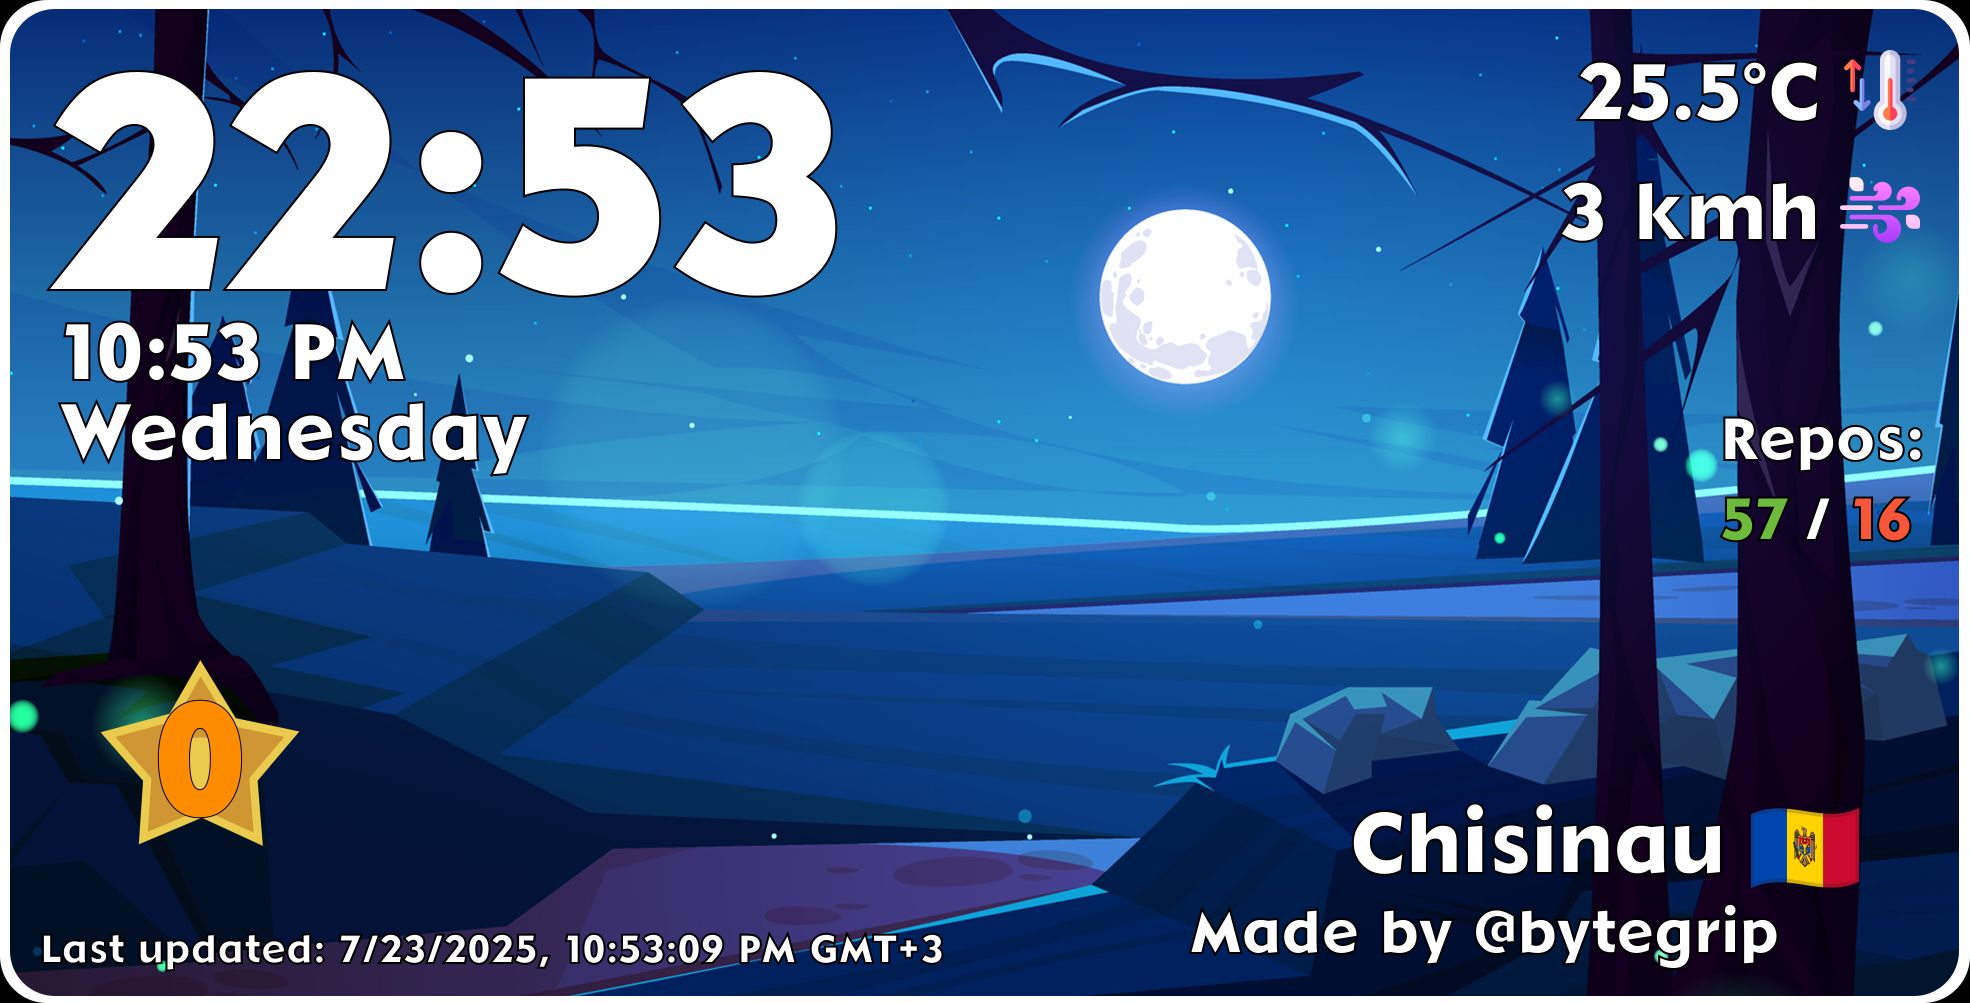 22:53
10:53 PM
Wednesday
25.5°C
3 kmh
Repos:
57 / 16
0
Chisinau
Made by @bytegrip
Last updated: 7/23/2025, 10:53:09 PM GMT+3